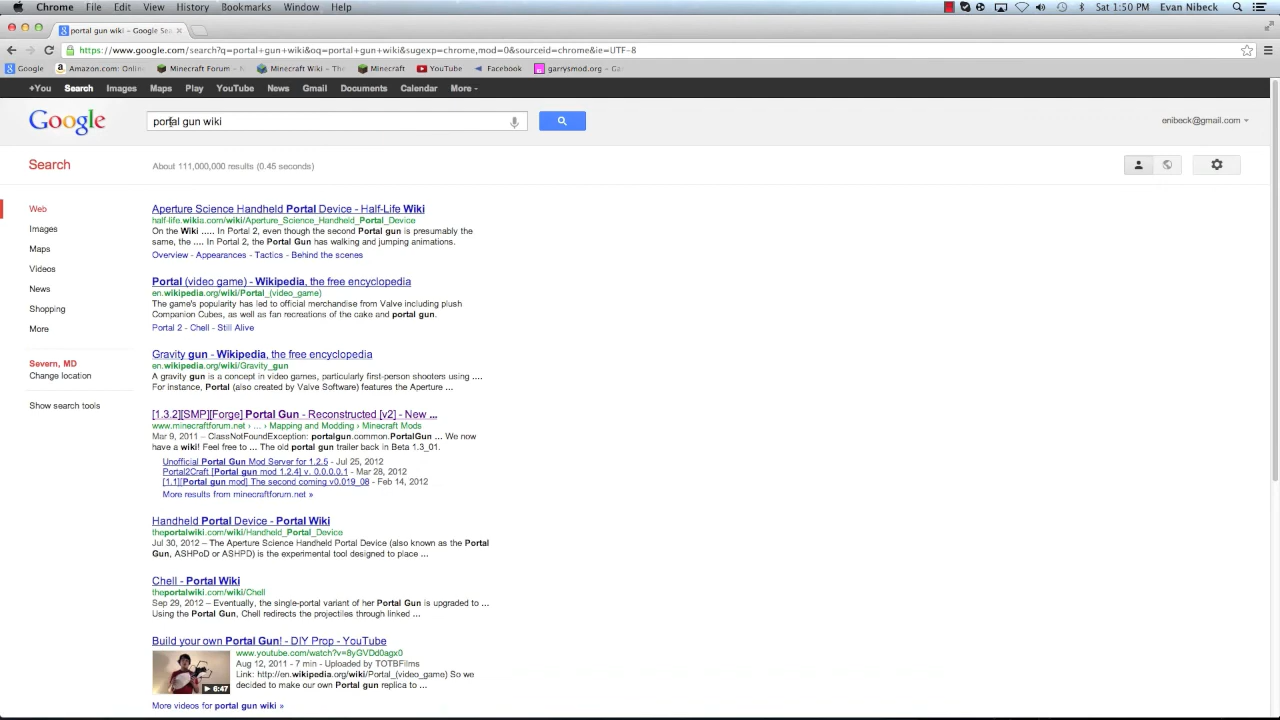 Chrome File Edit View History Bookmarks Window Help Sat 1:50 PM Evan Nibeck
portal gun wiki – Google Sea
https://www.google.com/search?q=portal+gun+wiki&oq=portal+gun+wiki&sugexp=chrome,mod=0&sourceid=chrome&ie=UTF-8
Google Amazon.com: Onlin Minecraft Forum – Minecraft Wiki – The Minecraft YouTube Facebook garrysmod.org – Ga
+You Search Images Maps Play YouTube News Gmail Documents Calendar More
Google portal gun wiki enibeck@gmail.com
Search About 111,000,000 results (0.45 seconds)
Web
Images
Maps
Videos
News
Shopping
More
Severn, MD
Change location
Show search tools
Aperture Science Handheld Portal Device - Half-Life Wiki
half-life.wikia.com/wiki/Aperture_Science_Handheld_Portal_Device
On the Wiki ..... In Portal 2, even though the second Portal gun is presumably the
same, the .... In Portal 2, the Portal Gun has walking and jumping animations.
Overview - Appearances - Tactics - Behind the scenes
Portal (video game) - Wikipedia, the free encyclopedia
en.wikipedia.org/wiki/Portal_(video_game)
The game's popularity has led to official merchandise from Valve including plush
Companion Cubes, as well as fan recreations of the cake and portal gun.
Portal 2 - Chell - Still Alive
Gravity gun - Wikipedia, the free encyclopedia
en.wikipedia.org/wiki/Gravity_gun
A gravity gun is a concept in video games, particularly first-person shooters using ....
For instance, Portal (also created by Valve Software) features the Aperture ...
[1.3.2][SMP][Forge] Portal Gun - Reconstructed [v2] - New ...
www.minecraftforum.net › ... › Mapping and Modding › Minecraft Mods
Mar 9, 2011 – ClassNotFoundException: portalgun.common.PortalGun ... We now
have a wiki! Feel free to ... The old portal gun trailer back in Beta 1.3_01.
Unofficial Portal Gun Mod Server for 1.2.5 - Jul 25, 2012
Portal2Craft [Portal gun mod 1.2.4] v. 0.0.0.0.1 - Mar 28, 2012
[1.1][Portal gun mod] The second coming v0.019_08 - Feb 14, 2012
More results from minecraftforum.net »
Handheld Portal Device - Portal Wiki
theportalwiki.com/wiki/Handheld_Portal_Device
Jul 30, 2012 – The Aperture Science Handheld Portal Device (also known as the Portal
Gun, ASHPoD or ASHPD) is the experimental tool designed to place ...
Chell - Portal Wiki
theportalwiki.com/wiki/Chell
Sep 29, 2012 – Eventually, the single-portal variant of her Portal Gun is upgraded to ...
Using the Portal Gun, Chell redirects the projectiles through linked ...
Build your own Portal Gun! - DIY Prop - YouTube
www.youtube.com/watch?v=8yGVDd0agx0
Aug 12, 2011 - 7 min - Uploaded by TOTBFilms
Link: http://en.wikipedia.org/wiki/Portal_(video_game) So we
decided to make our own Portal gun replica to ...
6:47
More videos for portal gun wiki »